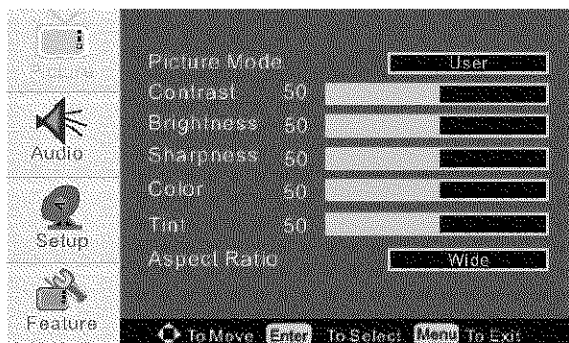 Picture Mode User
Contrast 50
Brightness 50
Sharpness 50
Color 50
Tint 50
Aspect Ratio Wide
Audio
Setup
Feature
To Move Enter To Select Menu To Exit